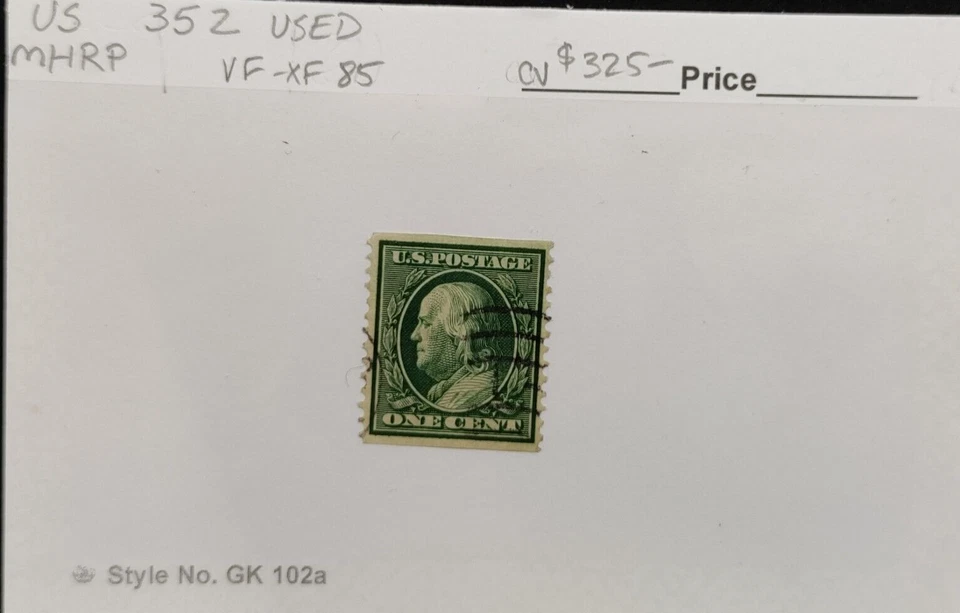 US 352 USED
MHRP VF-XF 85 CV $325- Price
U.S. POSTAGE
ONE CENT
Style No. GK 102a